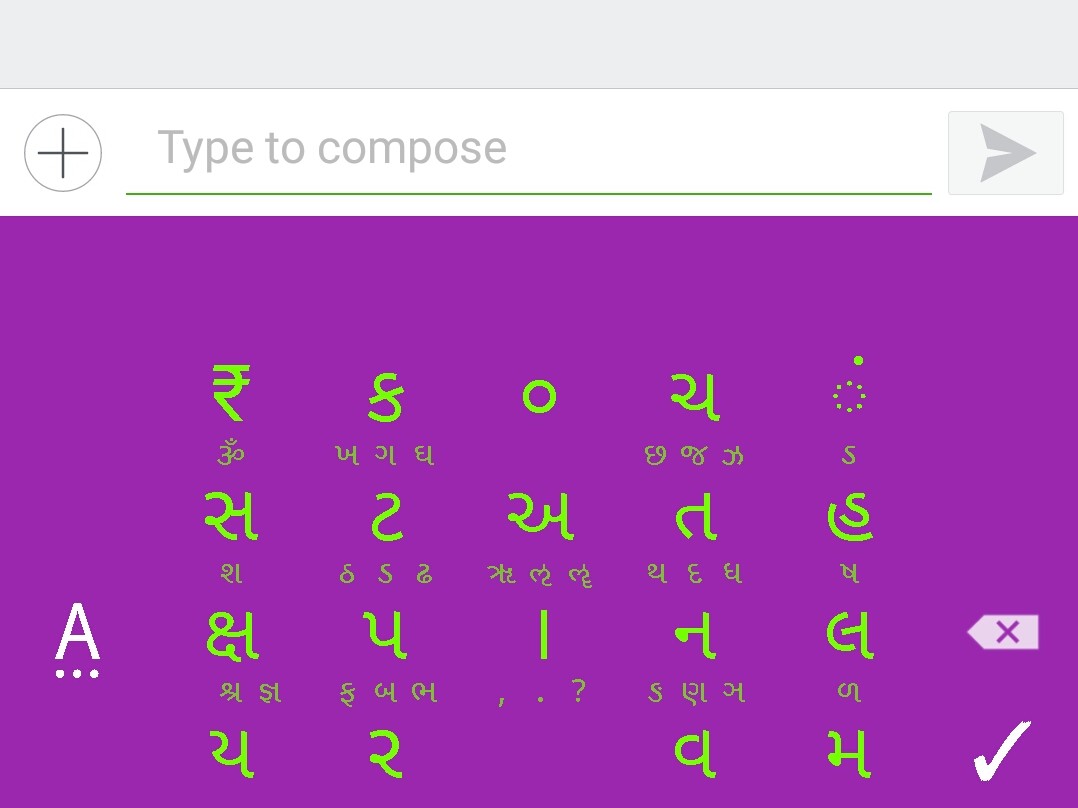 Type to compose
₹ ક ૦ ચ ં
ૐ ખ ગ ઘ છ જ ઝ ઽ
સ ટ અ ત હ
શ ઠ ડ ઢ ૠ ઌ ૡ થ દ ધ ષ
A ક્ષ પ । ન લ
શ્ર જ્ઞ ફ બ ભ , . ? ઙ ણ ઞ ળ
ય ર વ મ